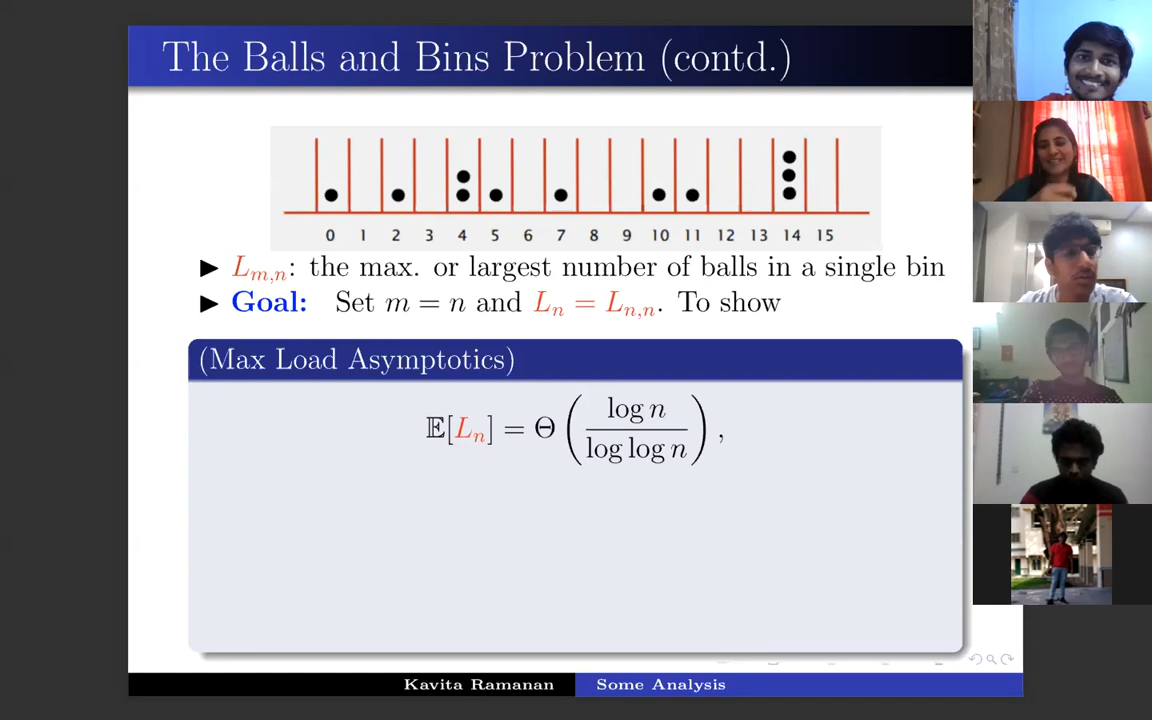 The Balls and Bins Problem (contd.)
0 1 2 3 4 5 6 7 8 9 10 11 12 13 14 15
▶ L_{m,n}: the max. or largest number of balls in a single bin
▶ Goal: Set m = n and L_n = L_{n,n}. To show
(Max Load Asymptotics)
𝔼[L_n] = Θ ( log n / log log n ) ,
Kavita Ramanan Some Analysis